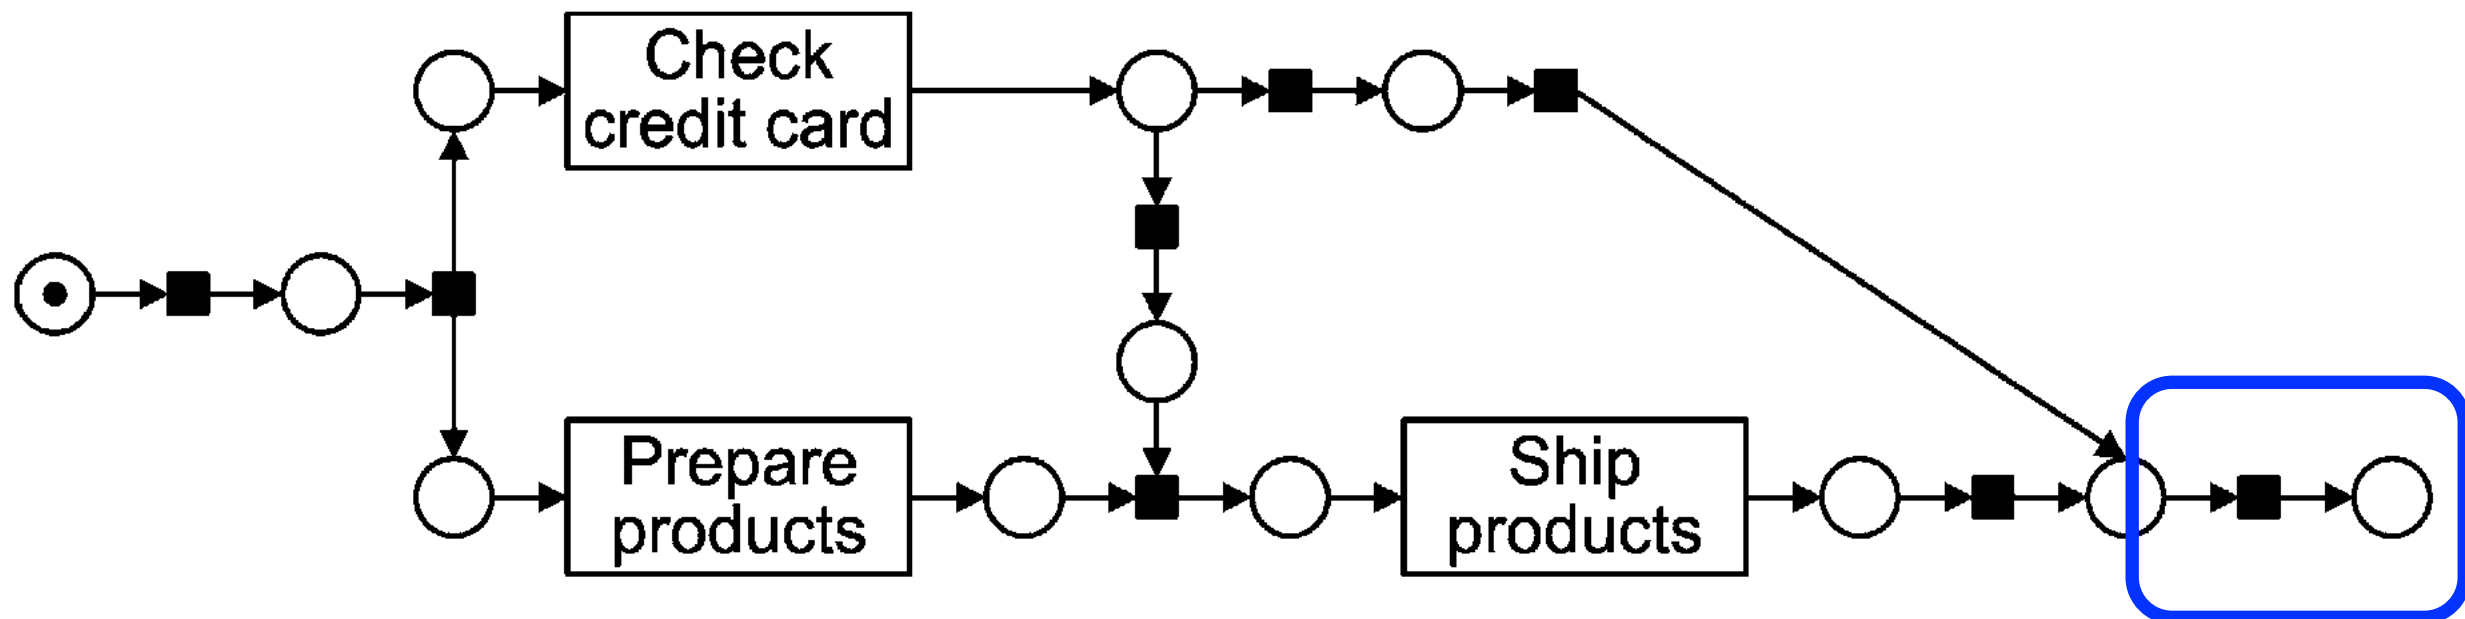 Check
credit card
Prepare
products
Ship
products